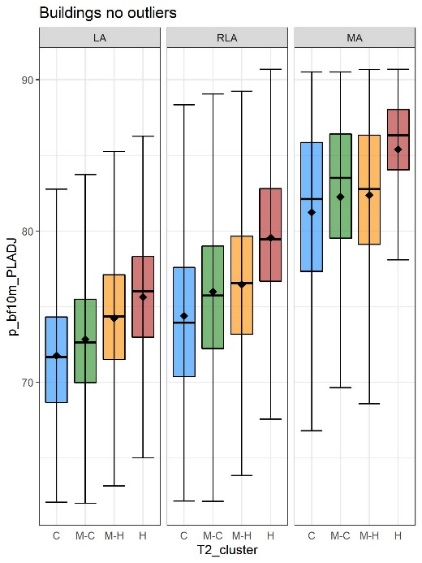 Buildings no outliers
LA RLA MA
p_bf10m_PLADJ
90
80
70
C M-C M-H H C M-C M-H H C M-C M-H H
T2_cluster